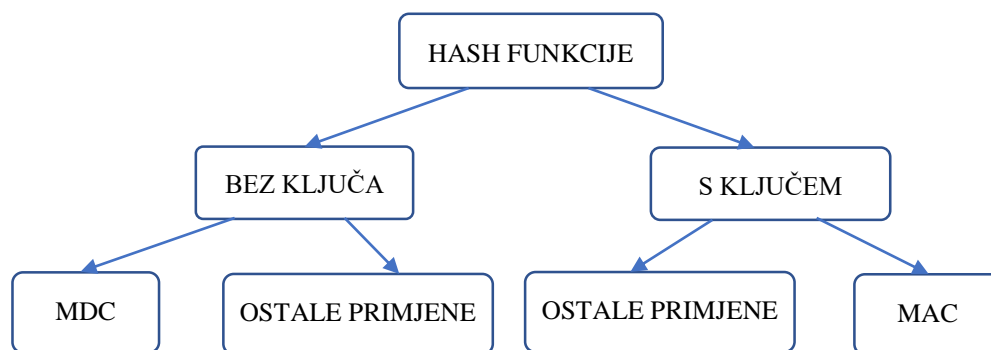 HASH FUNKCIJE
BEZ KLJUČA
S KLJUČEM
MDC
OSTALE PRIMJENE
OSTALE PRIMJENE
MAC